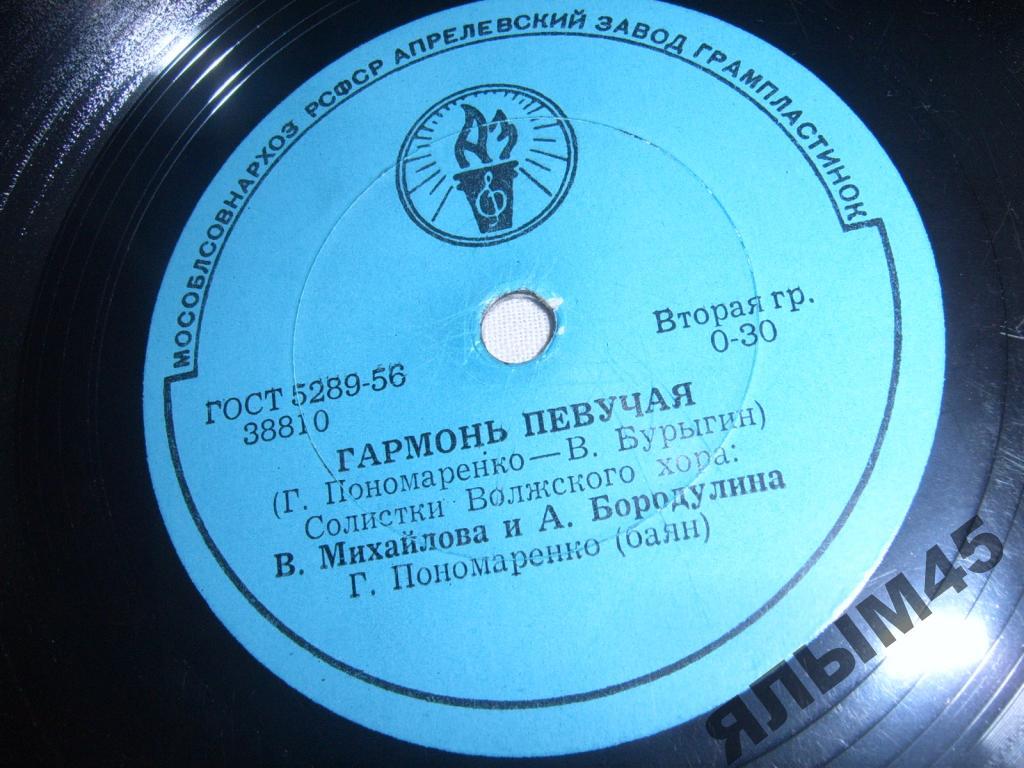 МОСОБЛСОВНАРХОЗ РСФСР АПРЕЛЕВСКИЙ ЗАВОД ГРАМПЛАСТИНОК
АЗ
ГОСТ 5289-56
38810
Вторая гр.
0-30
ГАРМОНЬ ПЕВУЧАЯ
(Г. Пономаренко — В. Бурыгин)
Солистки Волжского хора:
В. Михайлова и А. Бородулина
Г. Пономаренко (баян)
ЯЛЫМ45